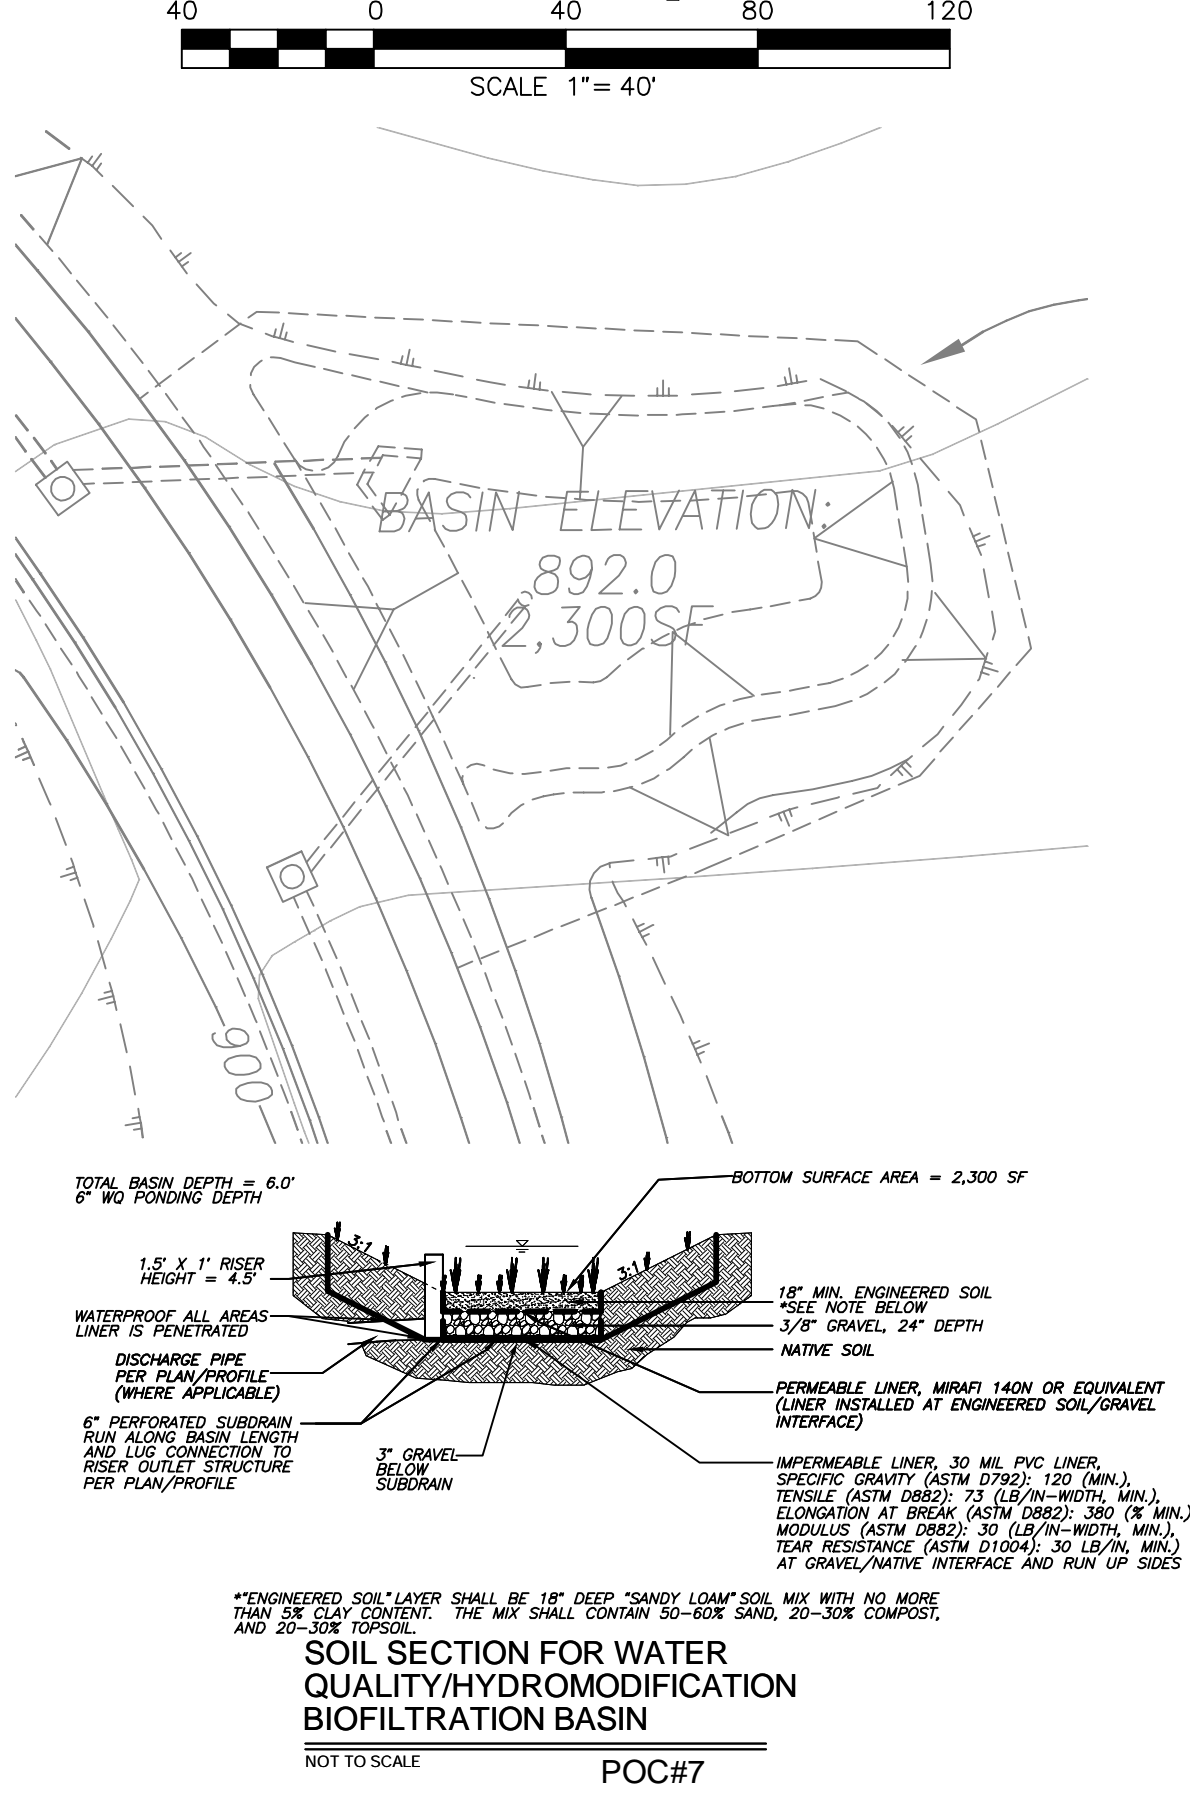 40 0 40 80 120
SCALE 1"= 40'
BASIN ELEVATION:
892.0
2,300SF
900
TOTAL BASIN DEPTH = 6.0'
6" WQ PONDING DEPTH
BOTTOM SURFACE AREA = 2,300 SF
3:1
3:1
1.5' X 1' RISER
HEIGHT = 4.5'
WATERPROOF ALL AREAS
LINER IS PENETRATED
DISCHARGE PIPE
PER PLAN/PROFILE
(WHERE APPLICABLE)
6" PERFORATED SUBDRAIN
RUN ALONG BASIN LENGTH
AND LUG CONNECTION TO
RISER OUTLET STRUCTURE
PER PLAN/PROFILE
3" GRAVEL
BELOW
SUBDRAIN
18" MIN. ENGINEERED SOIL
*SEE NOTE BELOW
3/8" GRAVEL, 24" DEPTH
NATIVE SOIL
PERMEABLE LINER, MIRAFI 140N OR EQUIVALENT
(LINER INSTALLED AT ENGINEERED SOIL/GRAVEL
INTERFACE)
IMPERMEABLE LINER, 30 MIL PVC LINER,
SPECIFIC GRAVITY (ASTM D792): 120 (MIN.),
TENSILE (ASTM D882): 73 (LB/IN-WIDTH, MIN.),
ELONGATION AT BREAK (ASTM D882): 380 (% MIN.)
MODULUS (ASTM D882): 30 (LB/IN-WIDTH, MIN.),
TEAR RESISTANCE (ASTM D1004): 30 LB/IN, MIN.)
AT GRAVEL/NATIVE INTERFACE AND RUN UP SIDES
*"ENGINEERED SOIL" LAYER SHALL BE 18" DEEP "SANDY LOAM" SOIL MIX WITH NO MORE
THAN 5% CLAY CONTENT. THE MIX SHALL CONTAIN 50-60% SAND, 20-30% COMPOST,
AND 20-30% TOPSOIL.
SOIL SECTION FOR WATER
QUALITY/HYDROMODIFICATION
BIOFILTRATION BASIN
NOT TO SCALE
POC#7